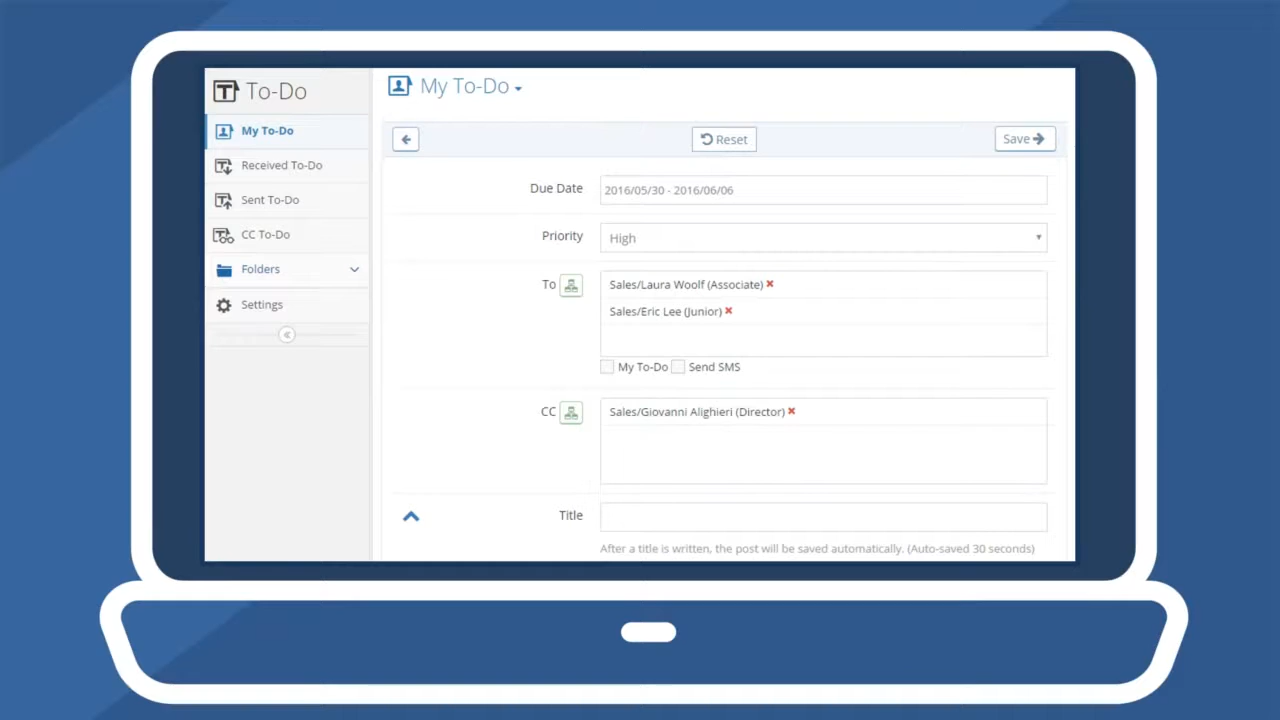 To-Do
My To-Do
Received To-Do
Sent To-Do
CC To-Do
Folders
Settings
My To-Do
Reset
Save
Due Date
2016/05/30 - 2016/06/06
Priority
High
To
Sales/Laura Woolf (Associate)
Sales/Eric Lee (Junior)
My To-Do Send SMS
CC
Sales/Giovanni Alighieri (Director)
Title
After a title is written, the post will be saved automatically. (Auto-saved 30 seconds)